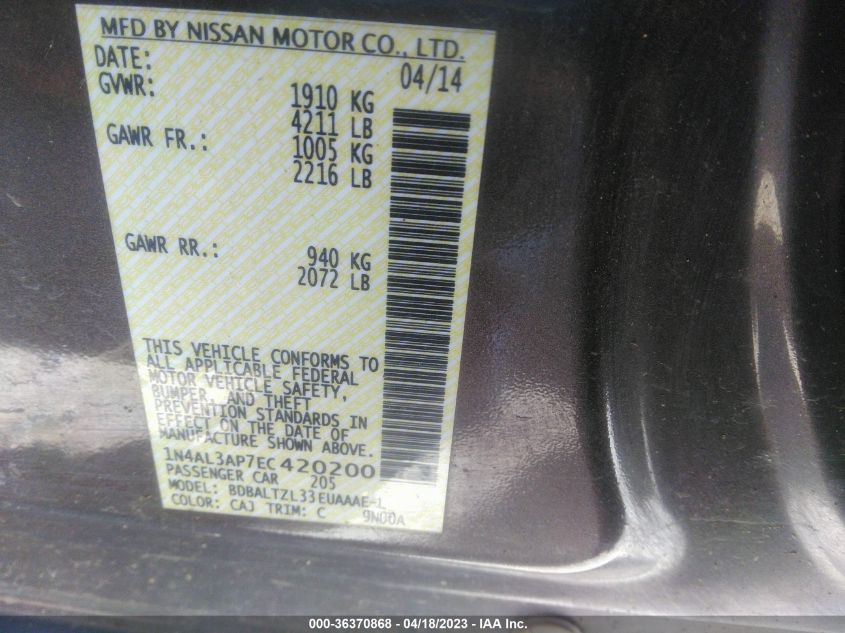 MFD BY NISSAN MOTOR CO., LTD.
DATE: 04/14
GVWR: 1910 KG
4211 LB
GAWR FR.: 1005 KG
2216 LB
GAWR RR.: 940 KG
2072 LB
THIS VEHICLE CONFORMS TO
ALL APPLICABLE FEDERAL
MOTOR VEHICLE SAFETY,
BUMPER, AND THEFT
PREVENTION STANDARDS IN
EFFECT ON THE DATE OF
MANUFACTURE SHOWN ABOVE.
1N4AL3AP7EC420200
PASSENGER CAR 205
MODEL: BDBALTZL33EUAAAE-L
COLOR: CAJ TRIM: C 9N00A
000-36370868 - 04/18/2023 - IAA Inc.